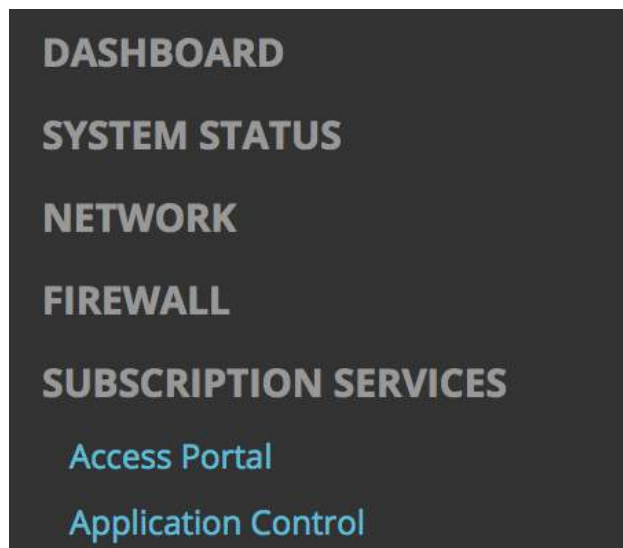 DASHBOARD
SYSTEM STATUS
NETWORK
FIREWALL
SUBSCRIPTION SERVICES
Access Portal
Application Control